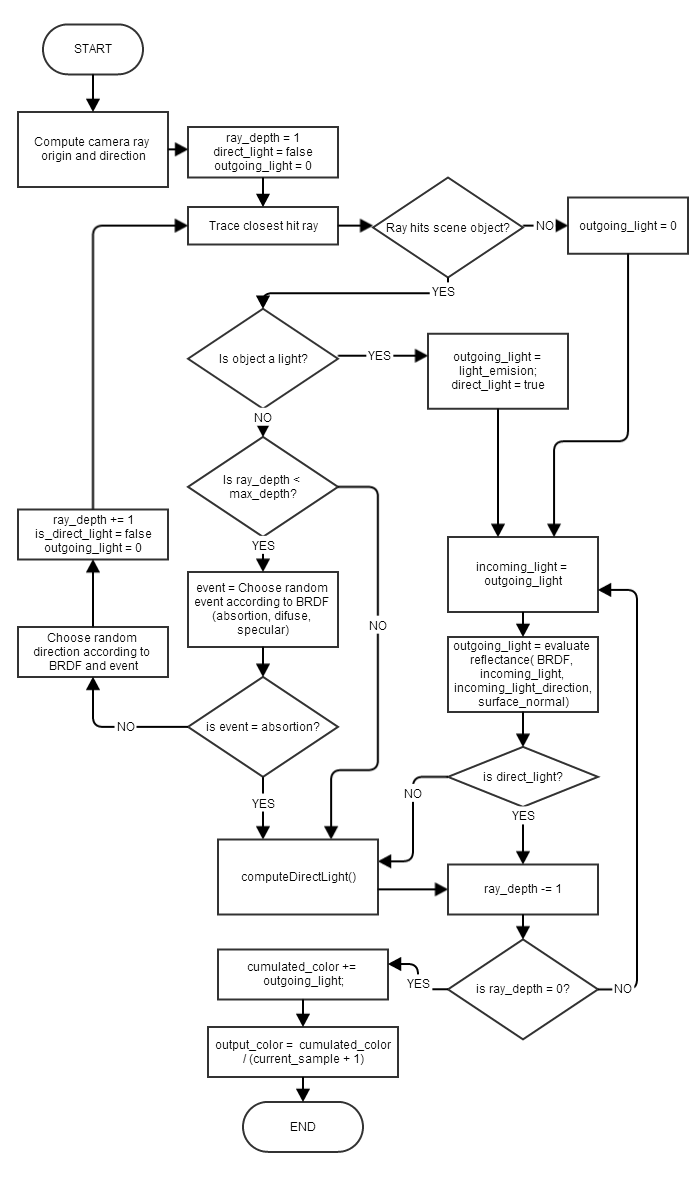 START
Compute camera ray
origin and direction
ray_depth = 1
direct_light = false
outgoing_light = 0
Trace closest hit ray
Ray hits scene object?
NO
outgoing_light = 0
YES
Is object a light?
YES
outgoing_light =
light_emision;
direct_light = true
NO
Is ray_depth <
max_depth?
YES
NO
event = Choose random
event according to BRDF
(absortion, difuse,
specular)
is event = absortion?
NO
Choose random
direction according to
BRDF and event
ray_depth += 1
is_direct_light = false
outgoing_light = 0
YES
computeDirectLight()
incoming_light =
outgoing_light
outgoing_light = evaluate
reflectance( BRDF,
incoming_light,
incoming_light_direction,
surface_normal)
is direct_light?
NO
YES
ray_depth -= 1
is ray_depth = 0?
NO
YES
cumulated_color +=
outgoing_light;
output_color = cumulated_color
/ (current_sample + 1)
END